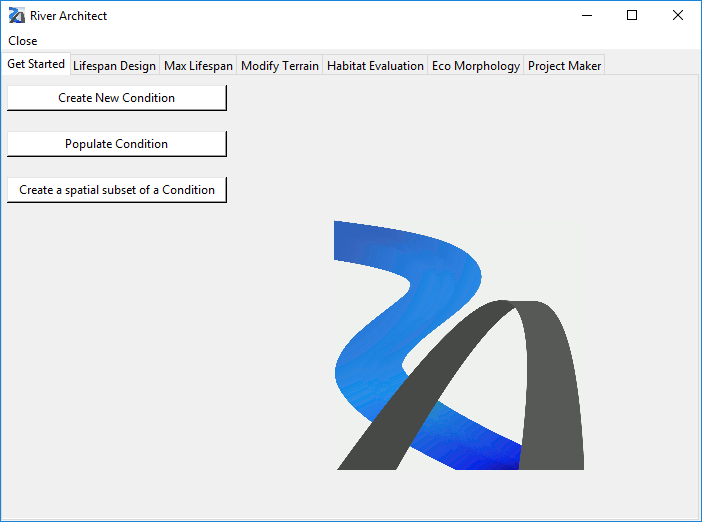 River Architect
Close
Get Started Lifespan Design Max Lifespan Modify Terrain Habitat Evaluation Eco Morphology Project Maker
Create New Condition
Populate Condition
Create a spatial subset of a Condition